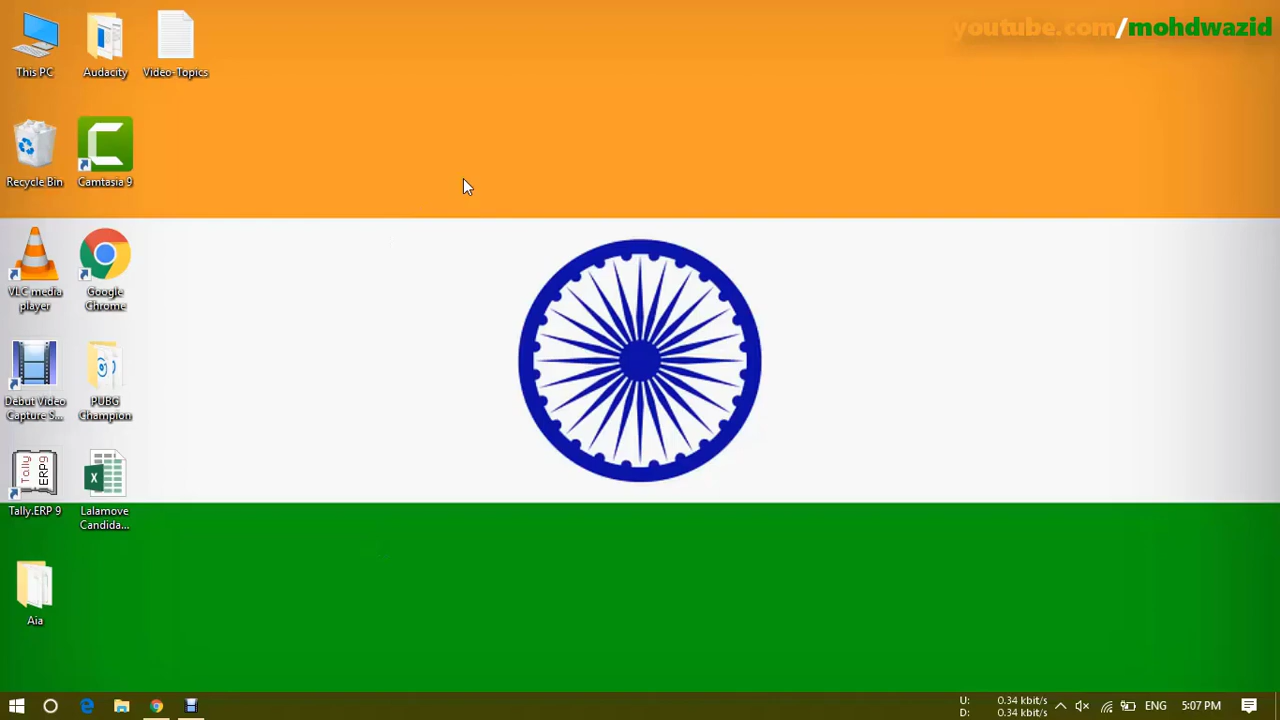 youtube.com/mohdwazid
This PC
Audacity
Video-Topics
Recycle Bin
Camtasia 9
VLC media
player
Google
Chrome
Debut Video
Capture S...
PUBG
Champion
Tally
ERP9
Tally.ERP 9
Lalamove
Candida...
Aia
U: 0.34 kbit/s
D: 0.34 kbit/s
ENG
5:07 PM